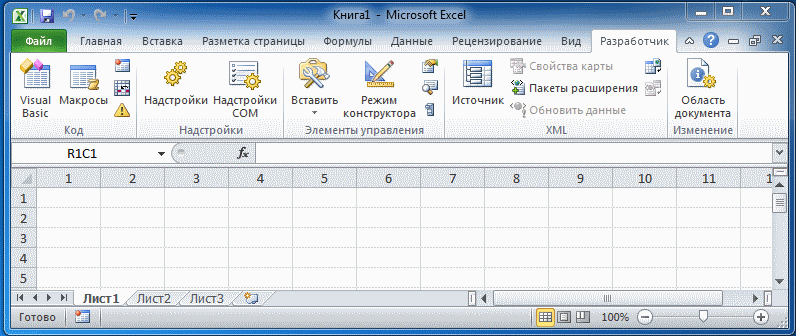 Книга1 - Microsoft Excel
Файл Главная Вставка Разметка страницы Формулы Данные Рецензирование Вид Разработчик
Visual Basic
Макросы
Код
Надстройки
Надстройки COM
Надстройки
Вставить
Режим конструктора
Элементы управления
Источник
Свойства карты
Пакеты расширения
Обновить данные
XML
Область документа
Изменение
R1C1 fx
1 2 3 4 5 6 7 8 9 10 11 1
1
2
3
4
5
Лист1 Лист2 Лист3
Готово 100%